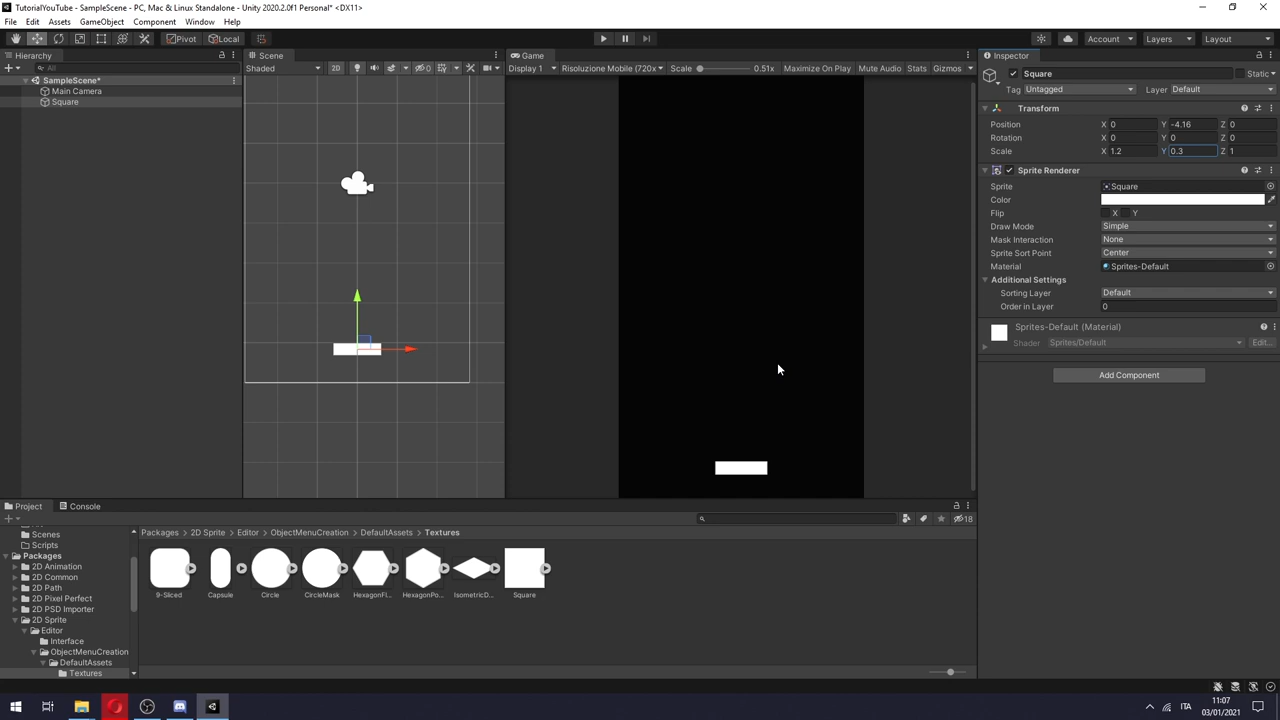 TutorialYouTube - SampleScene - PC, Mac & Linux Standalone - Unity 2020.2.0f1 Personal* <DX11>
File Edit Assets GameObject Component Window Help
Pivot Local Account Layers Layout
Hierarchy Scene Game Inspector
All Shaded 2D 0 Display 1 Risoluzione Mobile (720x Scale 0.51x Maximize On Play Mute Audio Stats Gizmos Square Static
SampleScene*
Main Camera
Square
Tag Untagged Layer Default
Transform
Position X 0 Y -4.16 Z 0
Rotation X 0 Y 0 Z 0
Scale X 1.2 Y 0.3 Z 1
Sprite Renderer
Sprite Square
Color
Flip X Y
Draw Mode Simple
Mask Interaction None
Sprite Sort Point Center
Material Sprites-Default
Additional Settings
Sorting Layer Default
Order in Layer 0
Sprites-Default (Material)
Shader Sprites/Default Edit...
Add Component
Project Console
18
Scenes
Scripts
Packages
2D Animation
2D Common
2D Path
2D Pixel Perfect
2D PSD Importer
2D Sprite
Editor
Interface
ObjectMenuCreation
DefaultAssets
Textures
Packages 2D Sprite Editor ObjectMenuCreation DefaultAssets Textures
9-Sliced Capsule Circle CircleMask HexagonFl... HexagonPo... IsometricD... Square
ITA 11:07
03/01/2021